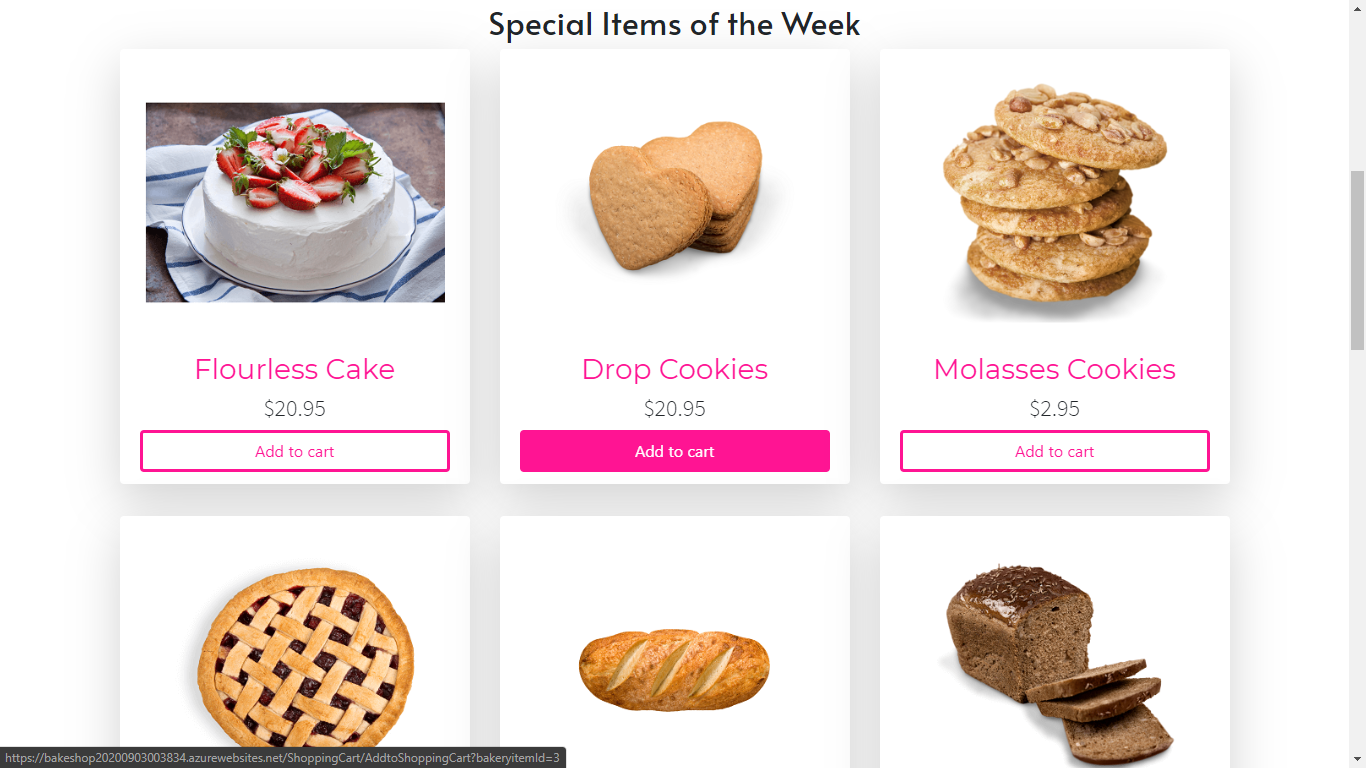 Special Items of the Week
Flourless Cake
$20.95
Add to cart
Drop Cookies
$20.95
Add to cart
Molasses Cookies
$2.95
Add to cart
https://bakeshop20200903003834.azurewebsites.net/ShoppingCart/AddtoShoppingCart?bakeryitemId=3